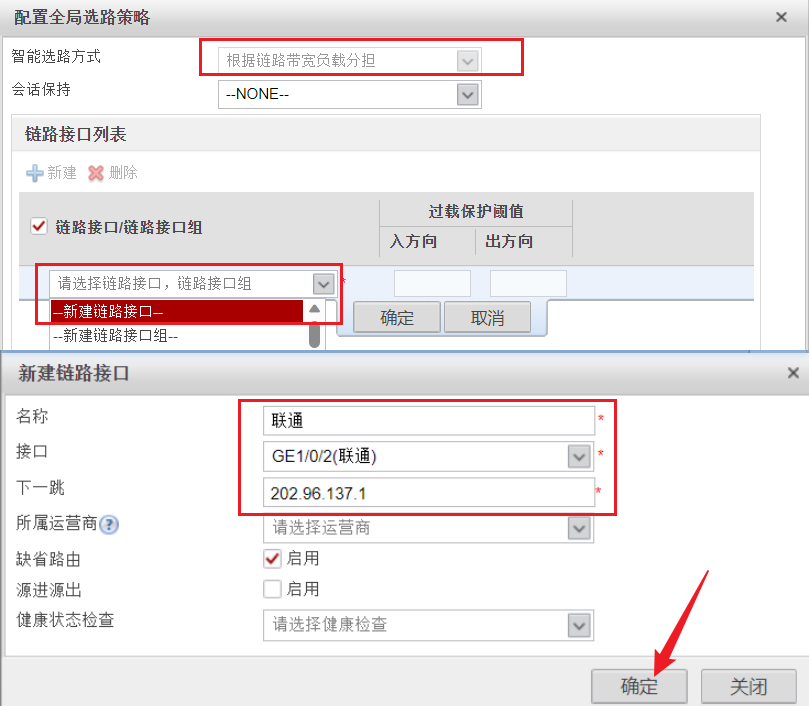 配置全局选路策略
智能选路方式 根据链路带宽负载分担
会话保持 --NONE--
链路接口列表
新建 删除
链路接口/链路接口组 过载保护阈值
入方向 出方向
请选择链路接口，链路接口组 *
--新建链路接口--
确定 取消
--新建链路接口组--
新建链路接口
名称 联通 *
接口 GE1/0/2(联通) *
下一跳 202.96.137.1 *
所属运营商 ? 请选择运营商
缺省路由 启用
源进源出 启用
健康状态检查 请选择健康检查
确定 关闭